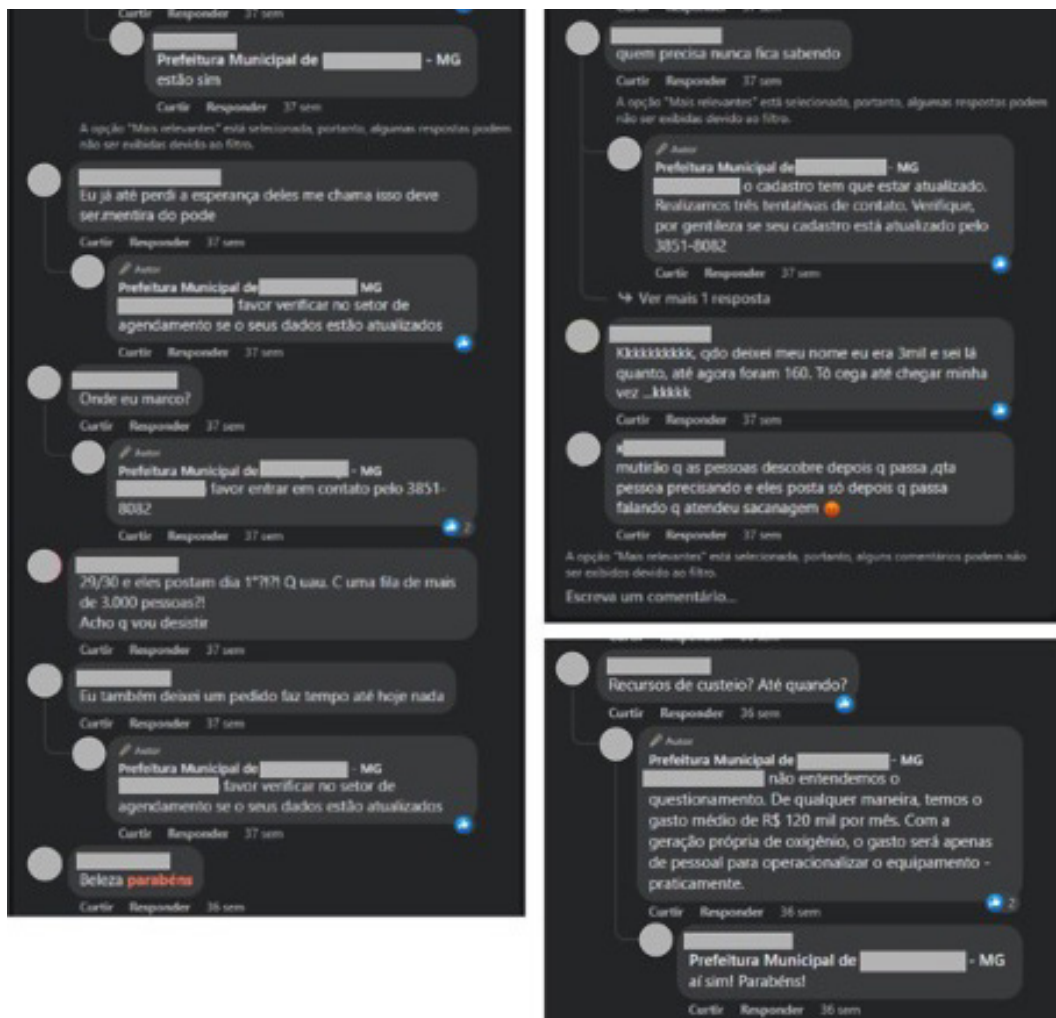 Curtir Responder 37 sem
Prefeitura Municipal de - MG
estão sim
Curtir Responder 37 sem
A opção "Mais relevantes" está selecionada, portanto, algumas respostas podem
não ser exibidas devido ao filtro.
Eu já até perdi a esperança deles me chama isso deve
ser.mentira do pode
Curtir Responder 37 sem
Autor
Prefeitura Municipal de MG
favor verificar no setor de
agendamento se o seus dados estão atualizados
Curtir Responder 37 sem
Onde eu marco?
Curtir Responder 37 sem
Autor
Prefeitura Municipal de - MG
favor entrar em contato pelo 3851-
8082
2
Curtir Responder 37 sem
29/30 e eles postam dia 1°?!?! Q uau. C uma fila de mais
de 3.000 pessoas?!
Acho q vou desistir
Curtir Responder 37 sem
Eu também deixei um pedido faz tempo até hoje nada
Curtir Responder 37 sem
Autor
Prefeitura Municipal de - MG
favor verificar no setor de
agendamento se o seus dados estão atualizados
Curtir Responder 37 sem
Beleza parabéns
Curtir Responder 36 sem
quem precisa nunca fica sabendo
Curtir Responder 37 sem
A opção "Mais relevantes" está selecionada, portanto, algumas respostas podem
não ser exibidas devido ao filtro.
Autor
Prefeitura Municipal de - MG
o cadastro tem que estar atualizado.
Realizamos três tentativas de contato. Verifique,
por gentileza se seu cadastro está atualizado pelo
3851-8082
Curtir Responder 37 sem
Ver mais 1 resposta
Kkkkkkkkkk, qdo deixei meu nome eu era 3mil e sei lá
quanto, até agora foram 160. Tô cega até chegar minha
vez ...kkkkk
Curtir Responder 37 sem
mutirão q as pessoas descobre depois q passa ,qta
pessoa precisando e eles posta só depois q passa
falando q atendeu sacanagem
Curtir Responder 37 sem
A opção "Mais relevantes" está selecionada, portanto, alguns comentários podem não
ser exibidos devido ao filtro.
Escreva um comentário...
Recursos de custeio? Até quando?
Curtir Responder 36 sem
Autor
Prefeitura Municipal de - MG
não entendemos o
questionamento. De qualquer maneira, temos o
gasto médio de R$ 120 mil por mês. Com a
geração própria de oxigênio, o gasto será apenas
de pessoal para operacionalizar o equipamento -
praticamente.
2
Curtir Responder 36 sem
Prefeitura Municipal de - MG
aí sim! Parabéns!
Curtir Responder 36 sem